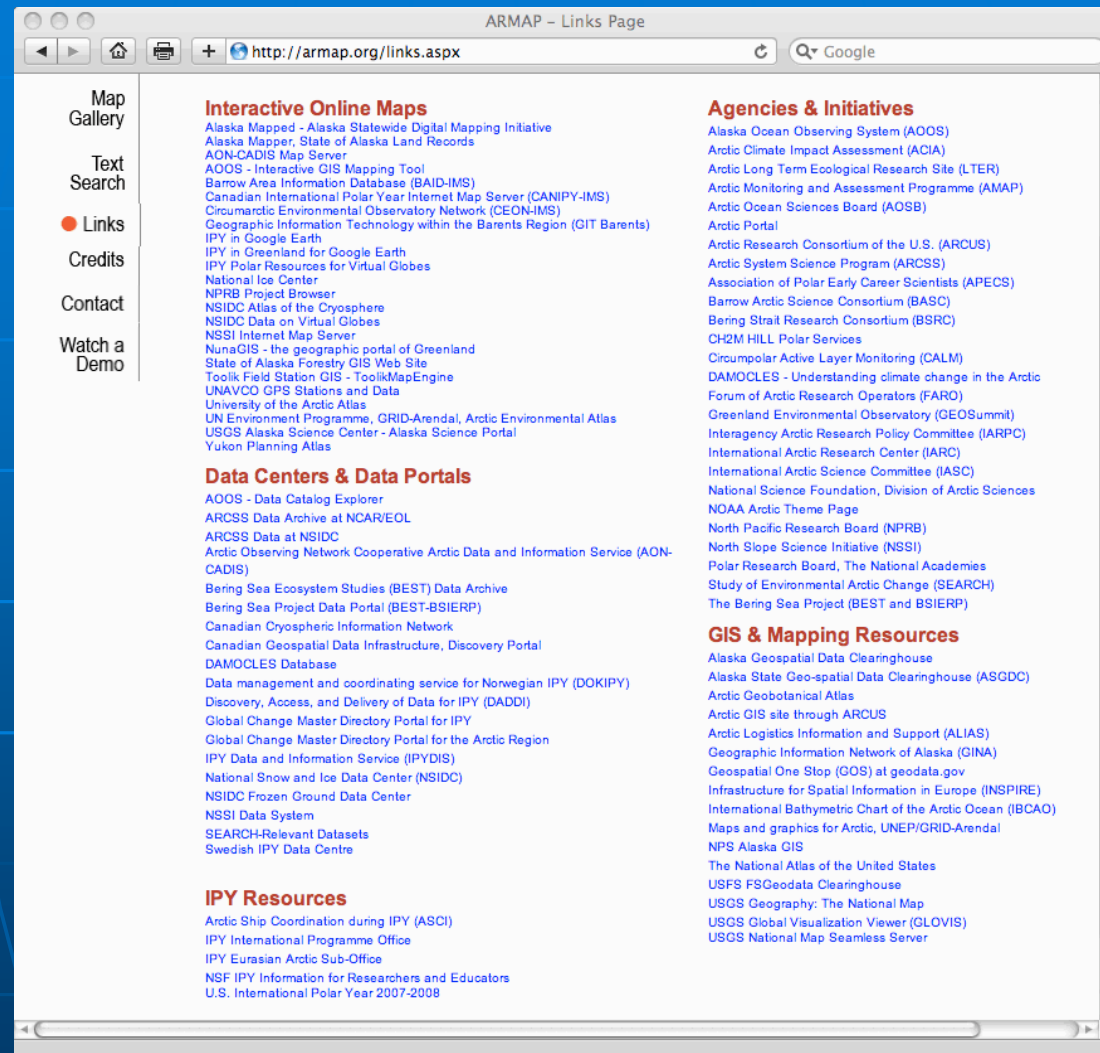 ARMAP – Links Page
http://armap.org/links.aspx
Google
Map
Gallery
Text
Search
Links
Credits
Contact
Watch a
Demo
Interactive Online Maps
Alaska Mapped - Alaska Statewide Digital Mapping Initiative
Alaska Mapper, State of Alaska Land Records
AON-CADIS Map Server
AOOS - Interactive GIS Mapping Tool
Barrow Area Information Database (BAID-IMS)
Canadian International Polar Year Internet Map Server (CANIPY-IMS)
Circumarctic Environmental Observatory Network (CEON-IMS)
Geographic Information Technology within the Barents Region (GIT Barents)
IPY in Google Earth
IPY in Greenland for Google Earth
IPY Polar Resources for Virtual Globes
National Ice Center
NPRB Project Browser
NSIDC Atlas of the Cryosphere
NSIDC Data on Virtual Globes
NSSI Internet Map Server
NunaGIS - the geographic portal of Greenland
State of Alaska Forestry GIS Web Site
Toolik Field Station GIS - ToolikMapEngine
UNAVCO GPS Stations and Data
University of the Arctic Atlas
UN Environment Programme, GRID-Arendal, Arctic Environmental Atlas
USGS Alaska Science Center - Alaska Science Portal
Yukon Planning Atlas
Data Centers & Data Portals
AOOS - Data Catalog Explorer
ARCSS Data Archive at NCAR/EOL
ARCSS Data at NSIDC
Arctic Observing Network Cooperative Arctic Data and Information Service (AON-
CADIS)
Bering Sea Ecosystem Studies (BEST) Data Archive
Bering Sea Project Data Portal (BEST-BSIERP)
Canadian Cryospheric Information Network
Canadian Geospatial Data Infrastructure, Discovery Portal
DAMOCLES Database
Data management and coordinating service for Norwegian IPY (DOKIPY)
Discovery, Access, and Delivery of Data for IPY (DADDI)
Global Change Master Directory Portal for IPY
Global Change Master Directory Portal for the Arctic Region
IPY Data and Information Service (IPYDIS)
National Snow and Ice Data Center (NSIDC)
NSIDC Frozen Ground Data Center
NSSI Data System
SEARCH-Relevant Datasets
Swedish IPY Data Centre
IPY Resources
Arctic Ship Coordination during IPY (ASCI)
IPY International Programme Office
IPY Eurasian Arctic Sub-Office
NSF IPY Information for Researchers and Educators
U.S. International Polar Year 2007-2008
Agencies & Initiatives
Alaska Ocean Observing System (AOOS)
Arctic Climate Impact Assessment (ACIA)
Arctic Long Term Ecological Research Site (LTER)
Arctic Monitoring and Assessment Programme (AMAP)
Arctic Ocean Sciences Board (AOSB)
Arctic Portal
Arctic Research Consortium of the U.S. (ARCUS)
Arctic System Science Program (ARCSS)
Association of Polar Early Career Scientists (APECS)
Barrow Arctic Science Consortium (BASC)
Bering Strait Research Consortium (BSRC)
CH2M HILL Polar Services
Circumpolar Active Layer Monitoring (CALM)
DAMOCLES - Understanding climate change in the Arctic
Forum of Arctic Research Operators (FARO)
Greenland Environmental Observatory (GEOSummit)
Interagency Arctic Research Policy Committee (IARPC)
International Arctic Research Center (IARC)
International Arctic Science Committee (IASC)
National Science Foundation, Division of Arctic Sciences
NOAA Arctic Theme Page
North Pacific Research Board (NPRB)
North Slope Science Initiative (NSSI)
Polar Research Board, The National Academies
Study of Environmental Arctic Change (SEARCH)
The Bering Sea Project (BEST and BSIERP)
GIS & Mapping Resources
Alaska Geospatial Data Clearinghouse
Alaska State Geo-spatial Data Clearinghouse (ASGDC)
Arctic Geobotanical Atlas
Arctic GIS site through ARCUS
Arctic Logistics Information and Support (ALIAS)
Geographic Information Network of Alaska (GINA)
Geospatial One Stop (GOS) at geodata.gov
Infrastructure for Spatial Information in Europe (INSPIRE)
International Bathymetric Chart of the Arctic Ocean (IBCAO)
Maps and graphics for Arctic, UNEP/GRID-Arendal
NPS Alaska GIS
The National Atlas of the United States
USFS FSGeodata Clearinghouse
USGS Geography: The National Map
USGS Global Visualization Viewer (GLOVIS)
USGS National Map Seamless Server